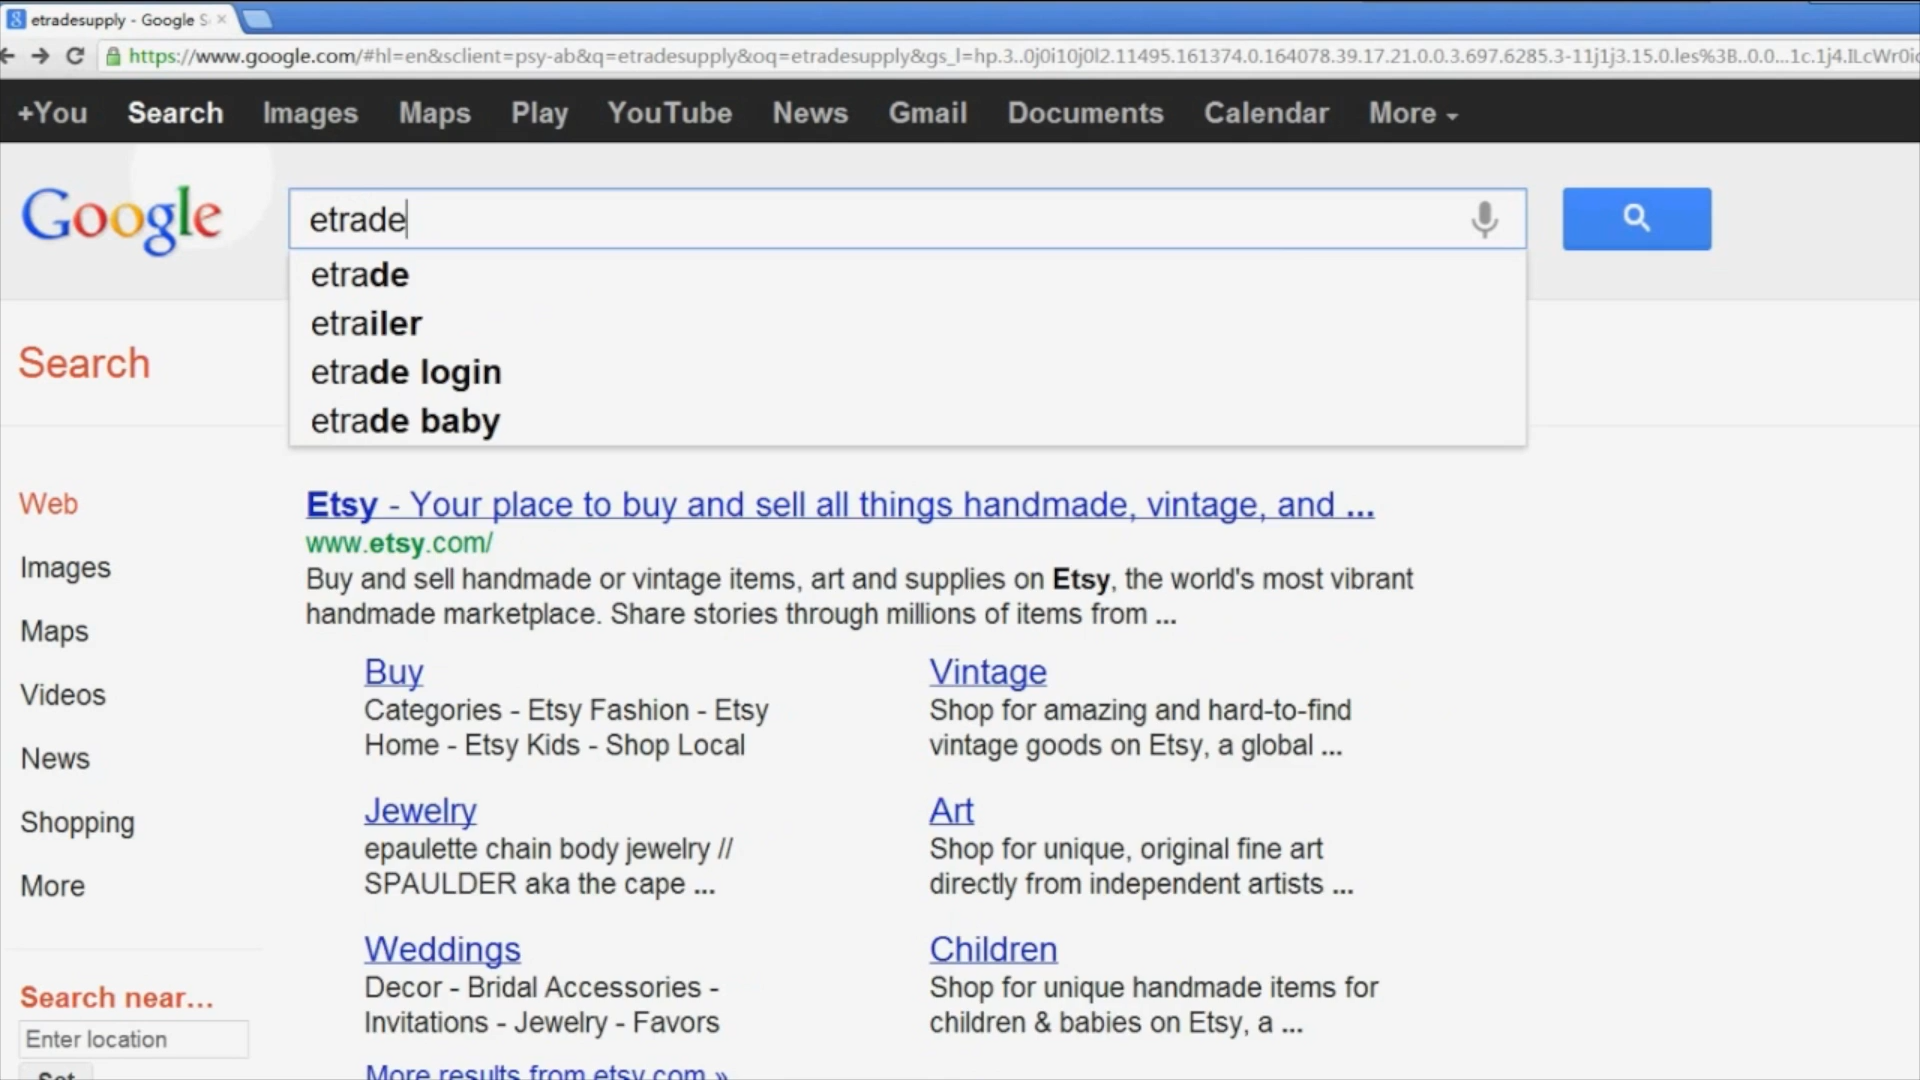 etradesupply - Google S
https://www.google.com/#hl=en&sclient=psy-ab&q=etradesupply&oq=etradesupply&gs_l=hp.3..0j0i10j0l2.11495.161374.0.164078.39.17.21.0.0.3.697.6285.3-11j1j3.15.0.les%3B..0.0...1c.1j4.ILcWr0i
+You Search Images Maps Play YouTube News Gmail Documents Calendar More
Google
etrade
etrade
etrailer
etrade login
etrade baby
Search
Web
Images
Maps
Videos
News
Shopping
More
Search near...
Enter location
Set
Etsy - Your place to buy and sell all things handmade, vintage, and ...
www.etsy.com/
Buy and sell handmade or vintage items, art and supplies on Etsy, the world's most vibrant
handmade marketplace. Share stories through millions of items from ...
Buy
Categories - Etsy Fashion - Etsy
Home - Etsy Kids - Shop Local
Vintage
Shop for amazing and hard-to-find
vintage goods on Etsy, a global ...
Jewelry
epaulette chain body jewelry //
SPAULDER aka the cape ...
Art
Shop for unique, original fine art
directly from independent artists ...
Weddings
Decor - Bridal Accessories -
Invitations - Jewelry - Favors
Children
Shop for unique handmade items for
children & babies on Etsy, a ...
More results from etsy.com »